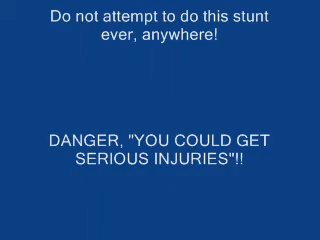 Do not attempt to do this stunt
ever, anywhere!
DANGER, "YOU COULD GET
SERIOUS INJURIES"!!